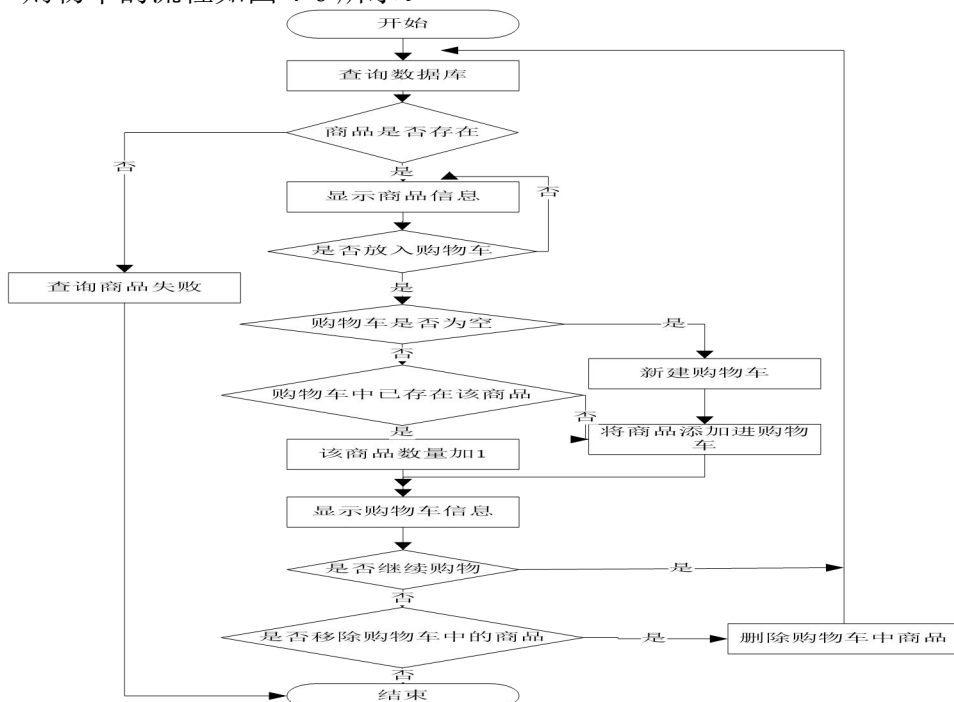 开始
查询数据库
商品是否存在
否
是
显示商品信息
否
是否放入购物车
查询商品失败
是
购物车是否为空
是
否
新建购物车
购物车中已存在该商品
否
是
将商品添加进购物
车
该商品数量加1
显示购物车信息
是否继续购物
是
否
是否移除购物车中的商品
是
删除购物车中商品
否
结束